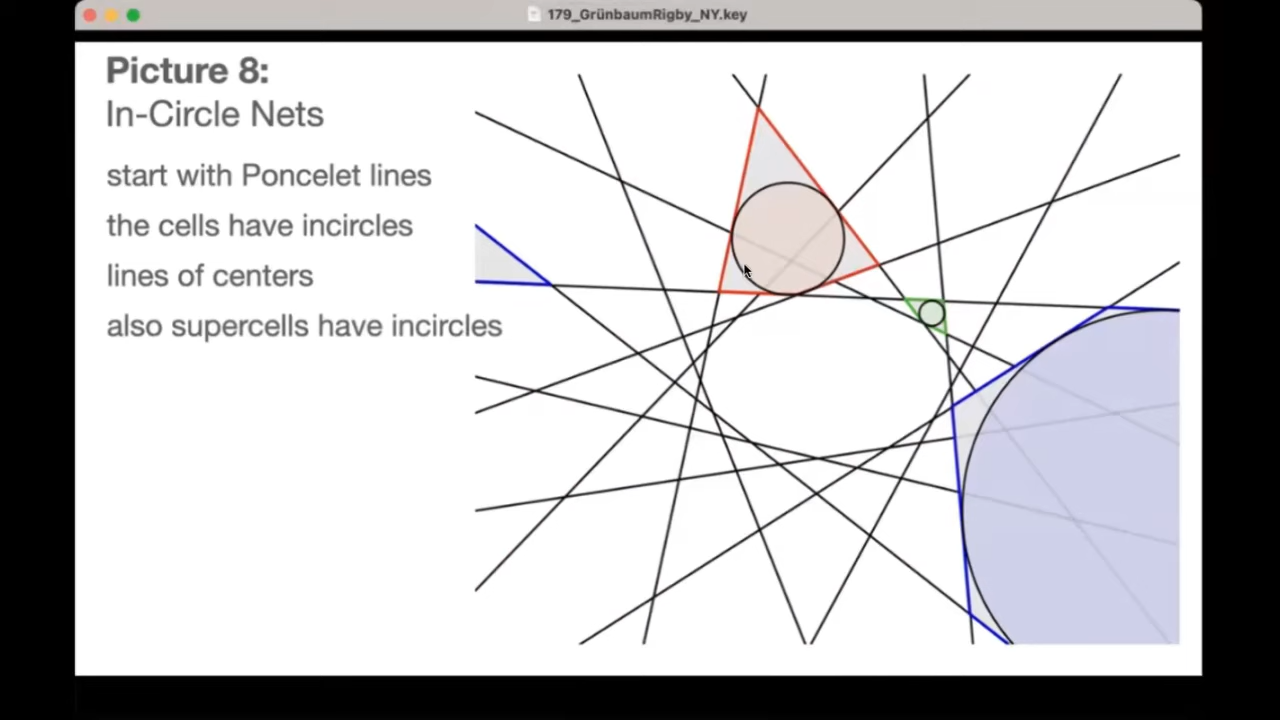 179_GrünbaumRigby_NY.key
Picture 8:
In-Circle Nets
start with Poncelet lines
the cells have incircles
lines of centers
also supercells have incircles